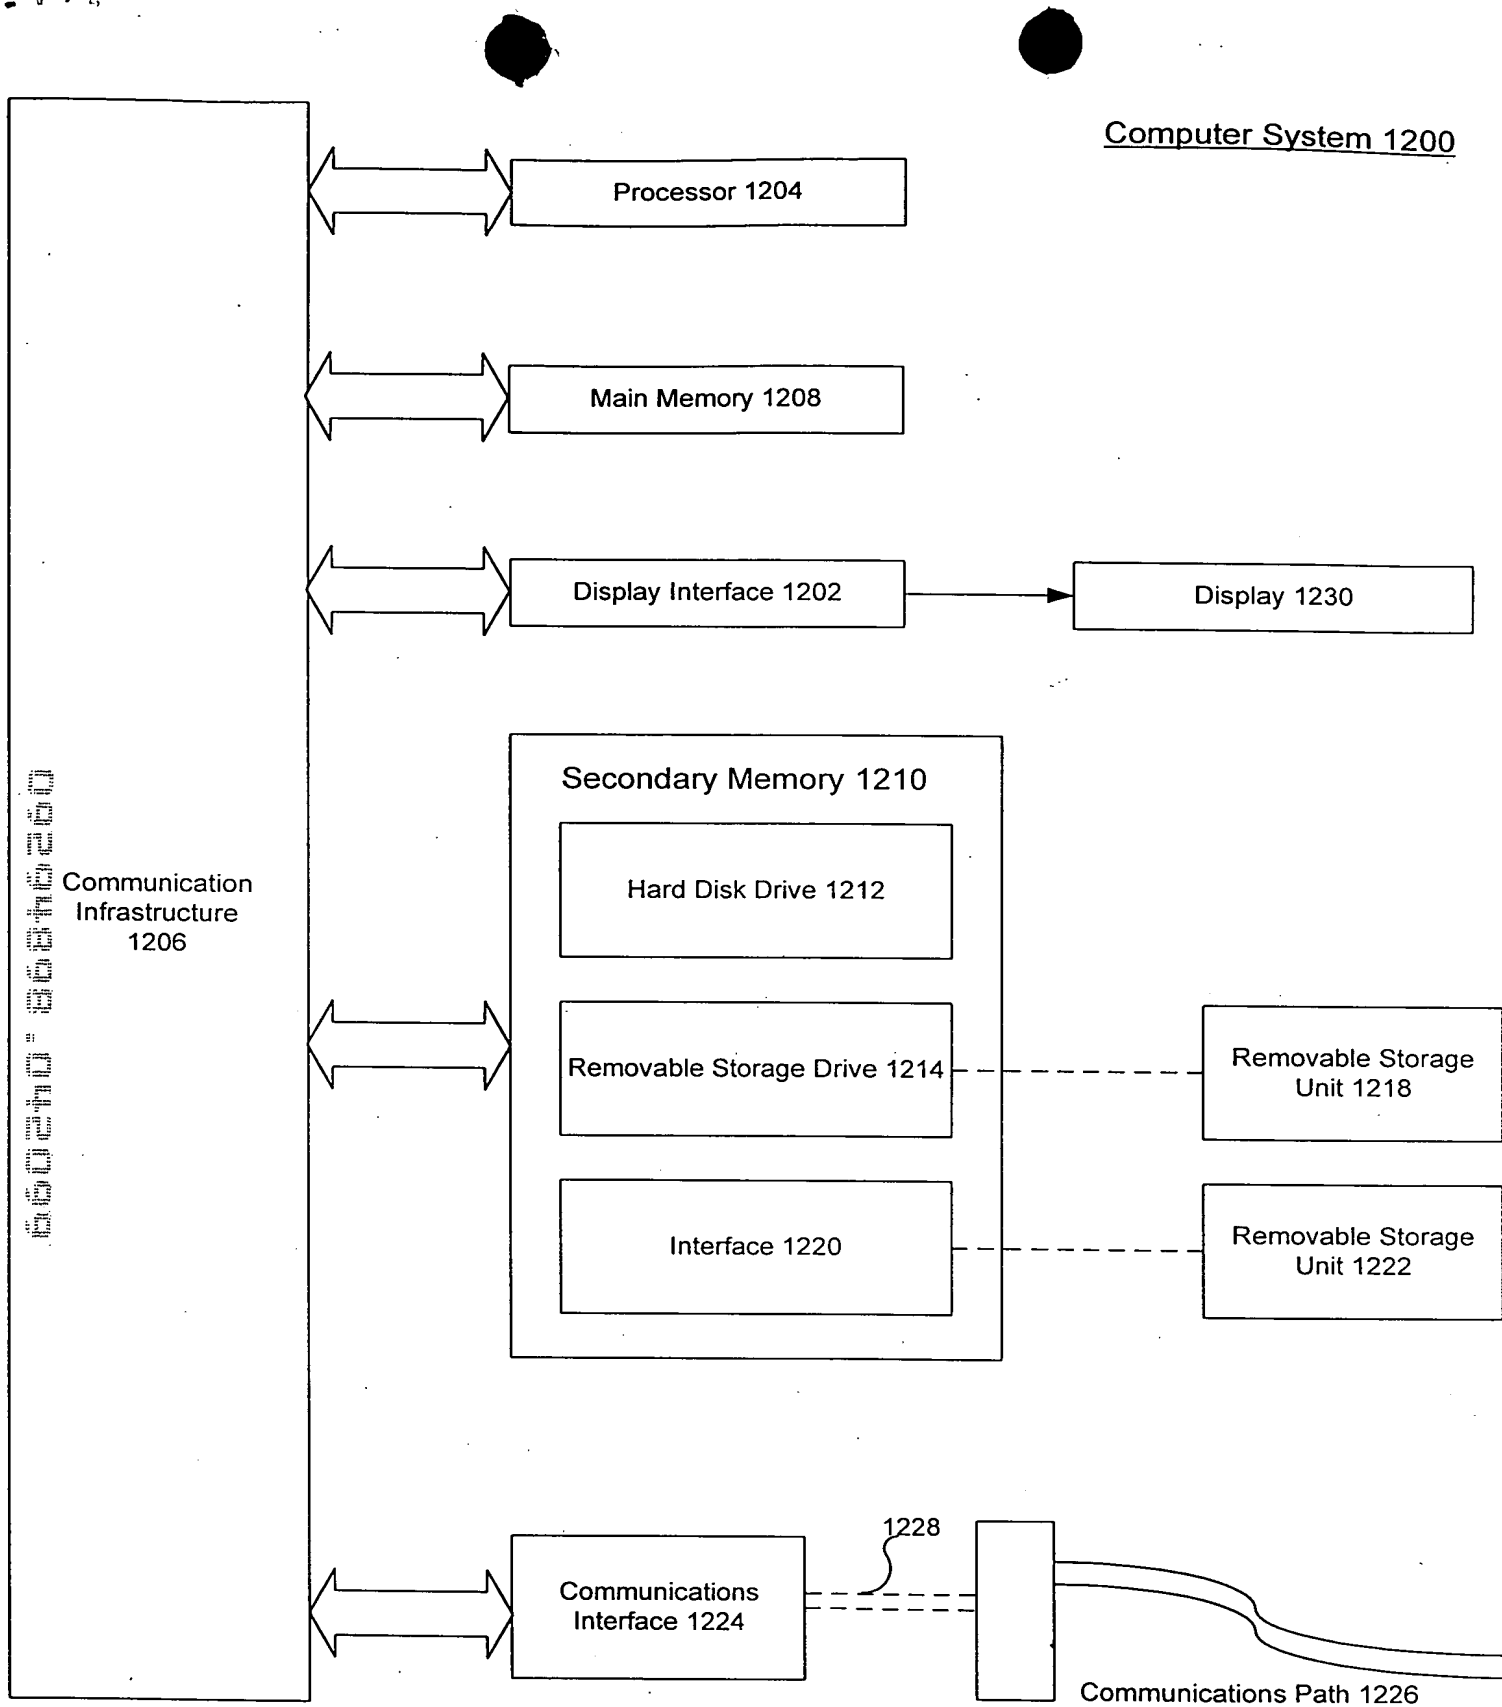 Computer System 1200
Processor 1204
Main Memory 1208
Display Interface 1202
Display 1230
Secondary Memory 1210
Hard Disk Drive 1212
Communication
Infrastructure
1206
Removable Storage Drive 1214
Removable Storage
Unit 1218
Interface 1220
Removable Storage
Unit 1222
1228
Communications
Interface 1224
Communications Path 1226